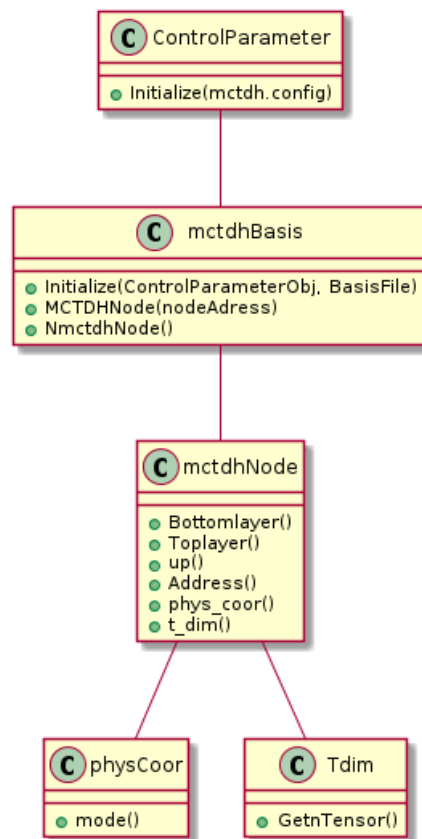 C ControlParameter
Initialize(mctdh.config)
C mctdhBasis
Initialize(ControlParameterObj, BasisFile)
MCTDHNode(nodeAdress)
NmctdhNode()
C mctdhNode
Bottomlayer()
Toplayer()
up()
Address()
phys_coor()
t_dim()
C physCoor
mode()
C Tdim
GetnTensor()